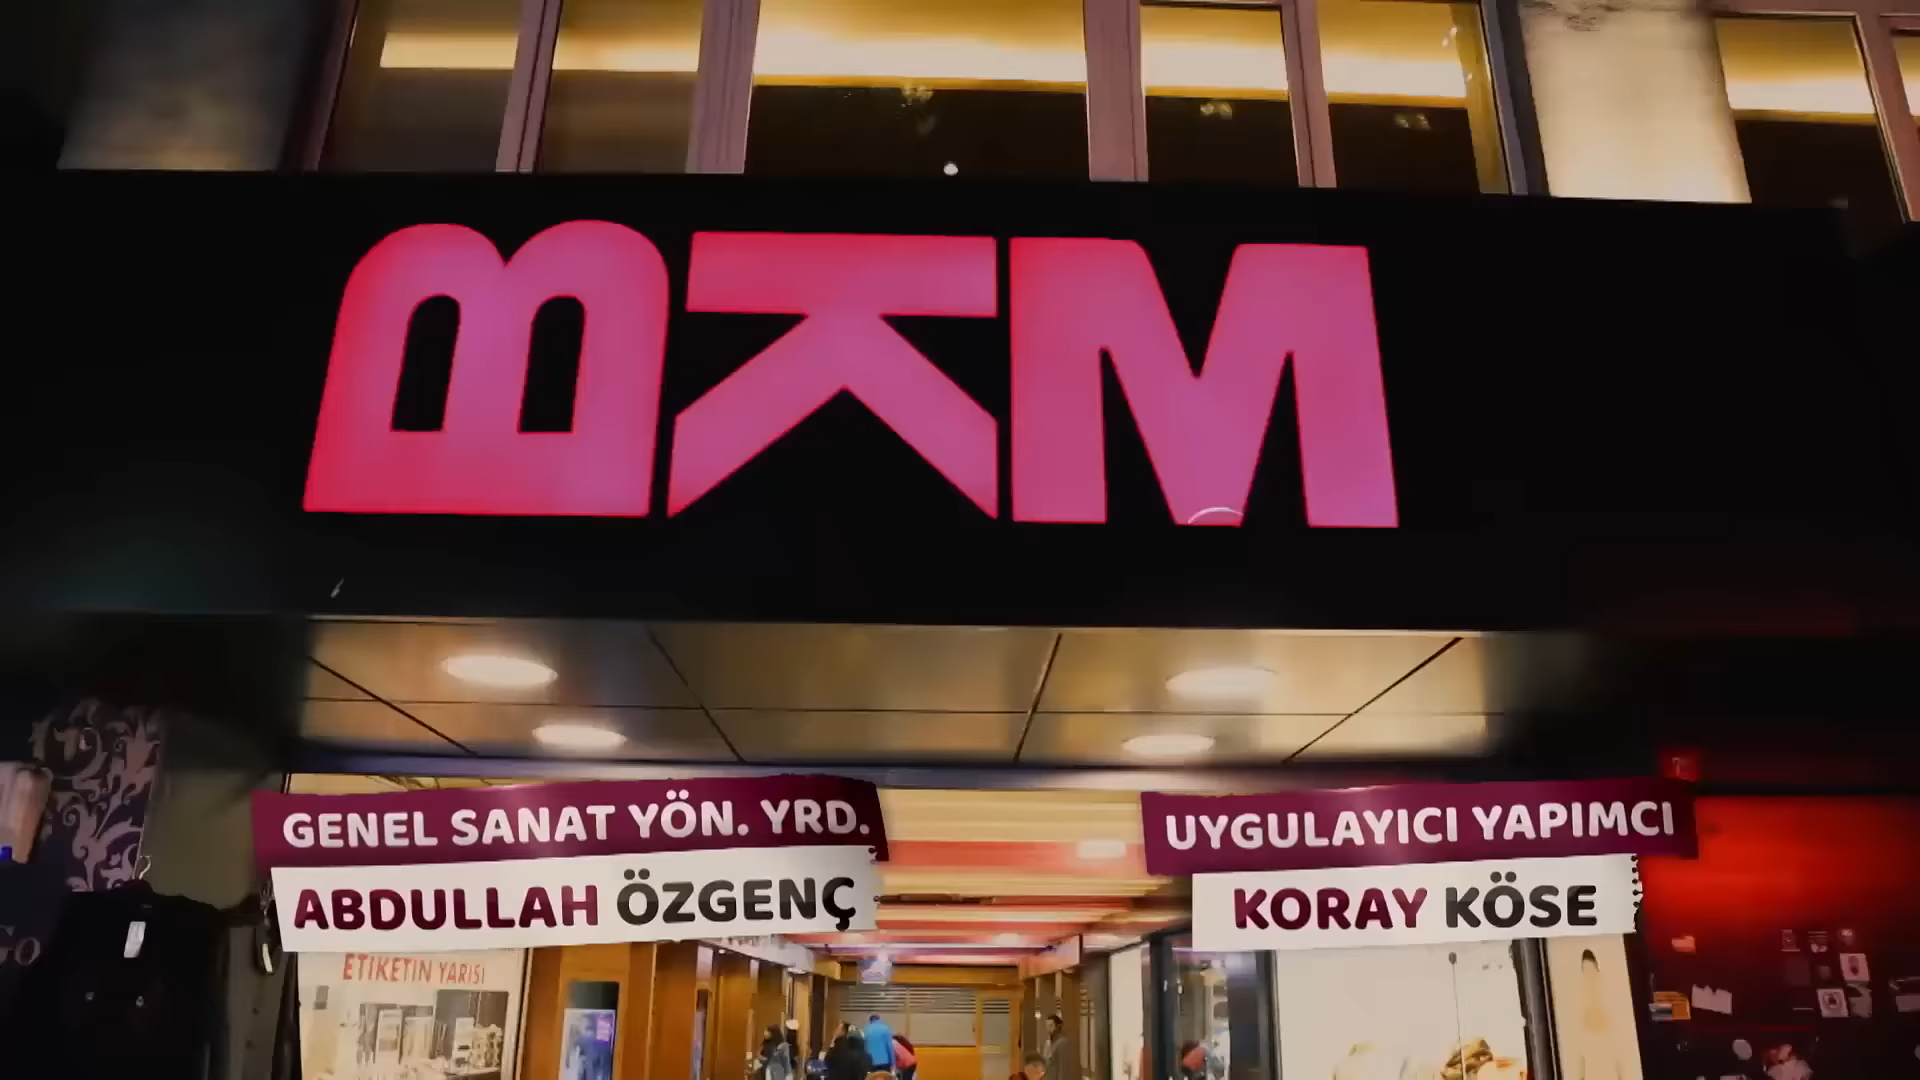 BKM
GENEL SANAT YÖN. YRD.
ABDULLAH ÖZGENÇ
UYGULAYICI YAPIMCI
KORAY KÖSE
ETİKETİN YARISI